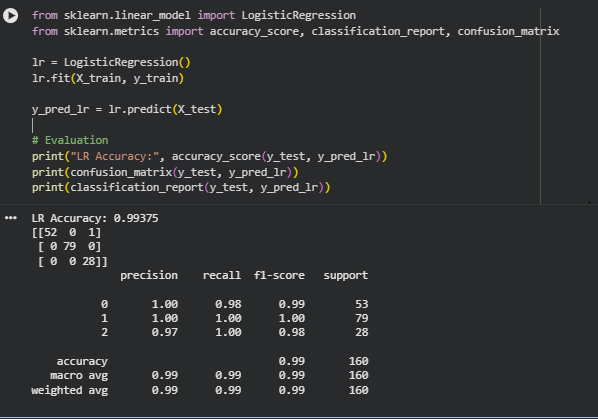 from sklearn.linear_model import LogisticRegression
from sklearn.metrics import accuracy_score, classification_report, confusion_matrix
lr = LogisticRegression()
lr.fit(X_train, y_train)
y_pred_lr = lr.predict(X_test)
# Evaluation
print("LR Accuracy:", accuracy_score(y_test, y_pred_lr))
print(confusion_matrix(y_test, y_pred_lr))
print(classification_report(y_test, y_pred_lr))
LR Accuracy: 0.99375
[[52  0  1]
 [ 0 79  0]
 [ 0  0 28]]
              precision    recall  f1-score   support
           0       1.00      0.98      0.99        53
           1       1.00      1.00      1.00        79
           2       0.97      1.00      0.98        28
    accuracy                           0.99       160
   macro avg       0.99      0.99      0.99       160
weighted avg       0.99      0.99      0.99       160